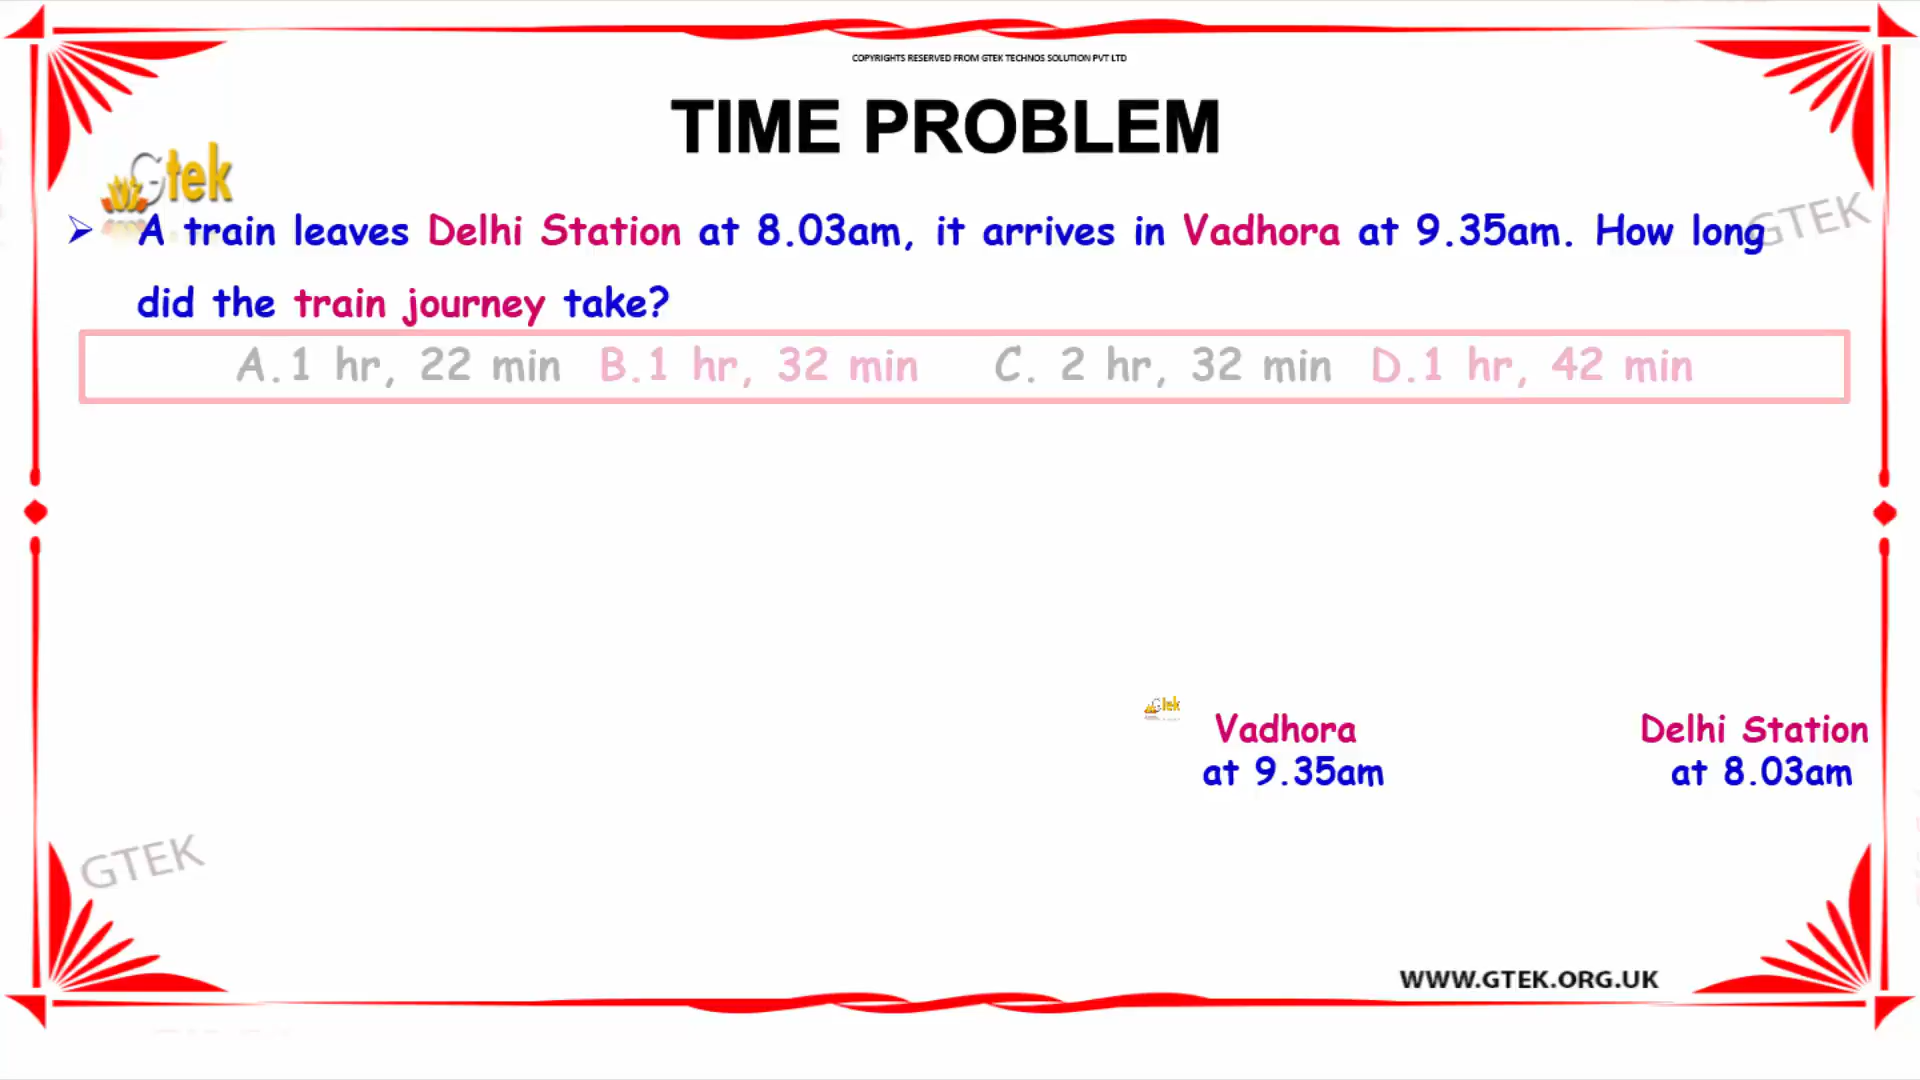 COPYRIGHTS RESERVED FROM GTEK TECHNOS SOLUTION PVT LTD
TIME PROBLEM
Gtek
A train leaves Delhi Station at 8.03am, it arrives in Vadhora at 9.35am. How long
GTEK
did the train journey take?
A.1 hr, 22 min B.1 hr, 32 min C. 2 hr, 32 min D.1 hr, 42 min
Gtek
Vadhora
at 9.35am
Delhi Station
at 8.03am
GTEK
WWW.GTEK.ORG.UK